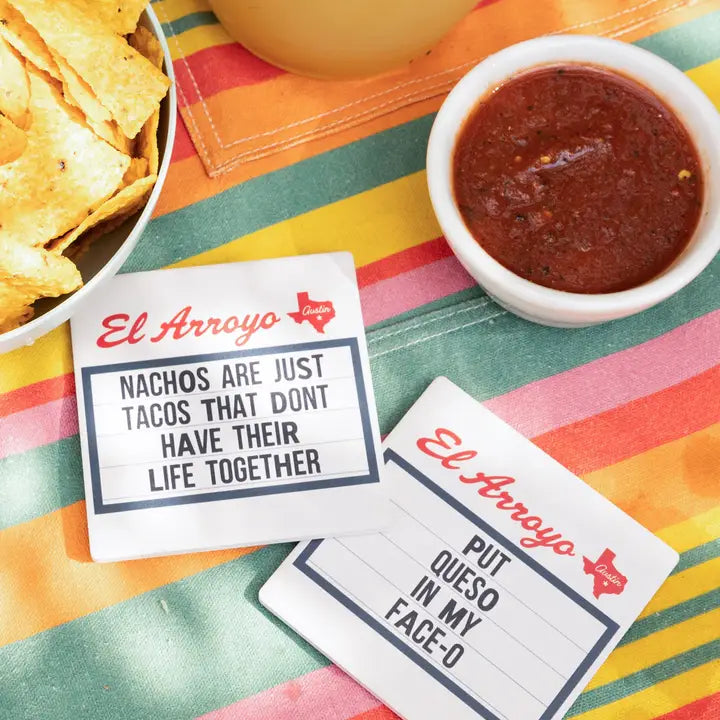 El Arroyo
Austin
NACHOS ARE JUST
TACOS THAT DONT
HAVE THEIR
LIFE TOGETHER
El Arroyo
Austin
PUT
QUESO
IN MY
FACE-O